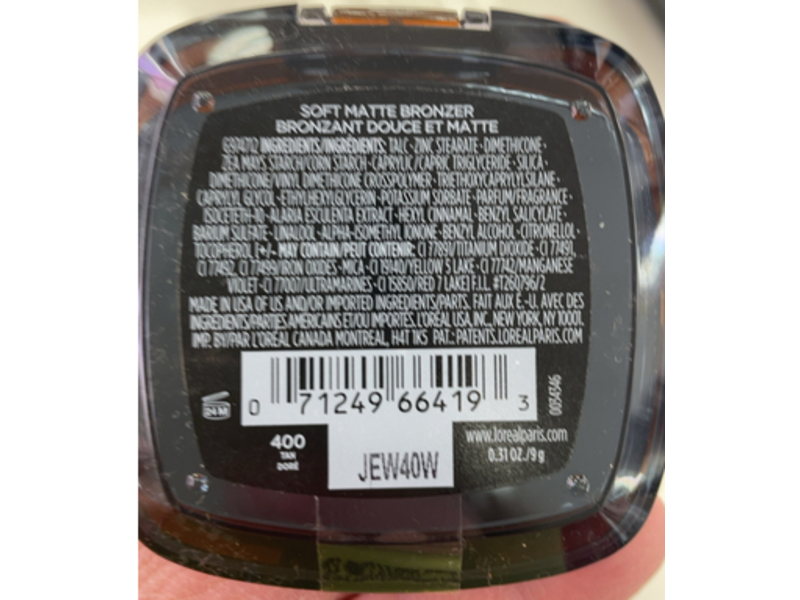 SOFT MATTE BRONZER
BRONZANT DOUCE ET MATTE
G974712 INGREDIENTS/INGRÉDIENTS: TALC · ZINC STEARATE · DIMETHICONE ·
ZEA MAYS STARCH/CORN STARCH · CAPRYLIC/CAPRIC TRIGLYCERIDE · SILICA ·
DIMETHICONE/VINYL DIMETHICONE CROSSPOLYMER · TRIETHOXYCAPRYLYLSILANE ·
CAPRYLYL GLYCOL · ETHYLHEXYLGLYCERIN · POTASSIUM SORBATE · PARFUM/FRAGRANCE ·
ISOCETETH-10 · ALARIA ESCULENTA EXTRACT · HEXYL CINNAMAL · BENZYL SALICYLATE ·
BARIUM SULFATE · LINALOOL · ALPHA-ISOMETHYL IONONE · BENZYL ALCOHOL · CITRONELLOL ·
TOCOPHEROL [+/- MAY CONTAIN/PEUT CONTENIR: CI 77891/TITANIUM DIOXIDE · CI 77491,
CI 77492, CI 77499/IRON OXIDES · MICA · CI 19140/YELLOW 5 LAKE · CI 77742/MANGANESE
VIOLET · CI 77007/ULTRAMARINES · CI 15850/RED 7 LAKE] F.I.L. #T260796/2
MADE IN USA OF US AND/OR IMPORTED INGREDIENTS/PARTS. FAIT AUX É.-U. AVEC DES
INGRÉDIENTS/PARTIES AMÉRICAINS ET/OU IMPORTÉS. L'ORÉAL USA, INC., NEW YORK, NY 10001.
IMP. BY/PAR L'ORÉAL CANADA MONTREAL, H4T 1K5 PAT.: PATENTS.LOREALPARIS.COM
24 M
0 71249 66419 3
0054346
400
TAN
DORÉ
JEW40W
www.lorealparis.com
0.31 OZ./9 g